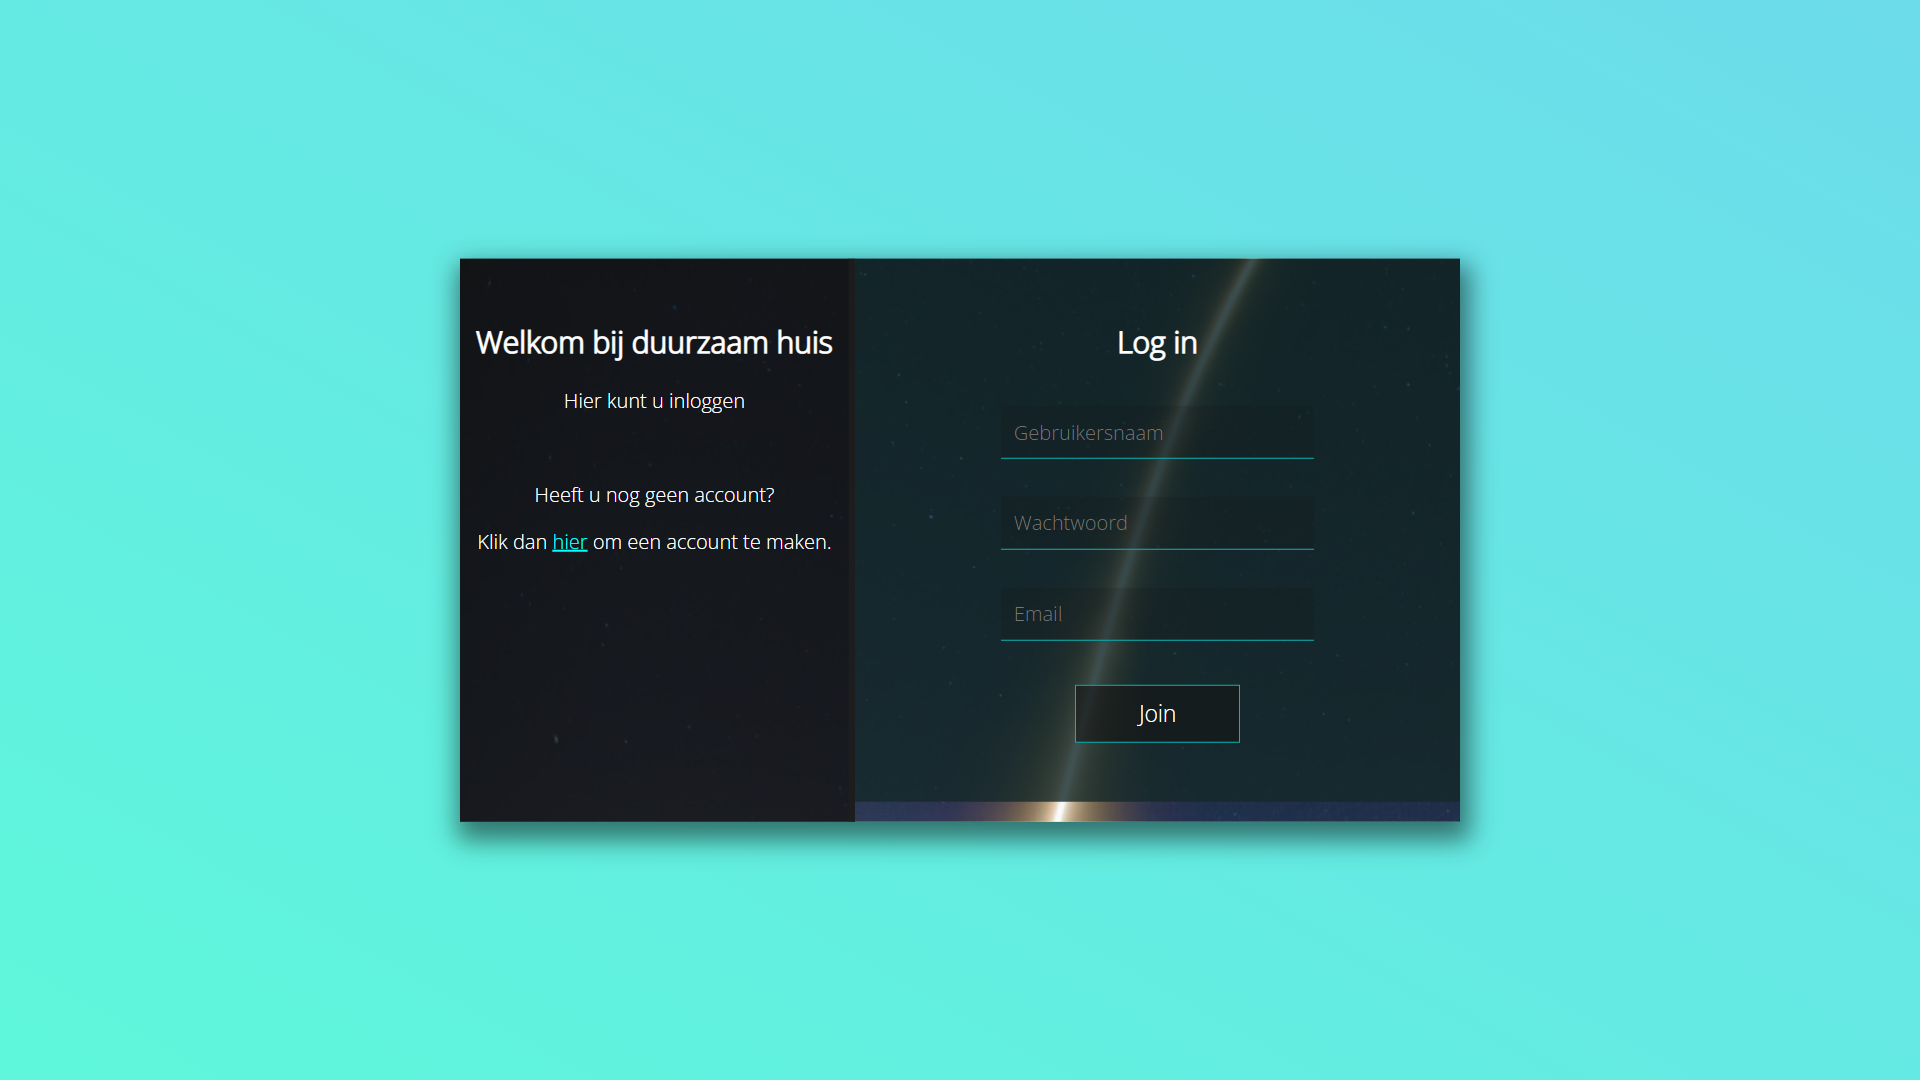 Welkom bij duurzaam huis
Hier kunt u inloggen
Heeft u nog geen account?
Klik dan hier om een account te maken.
Log in
Gebruikersnaam
Wachtwoord
Email
Join